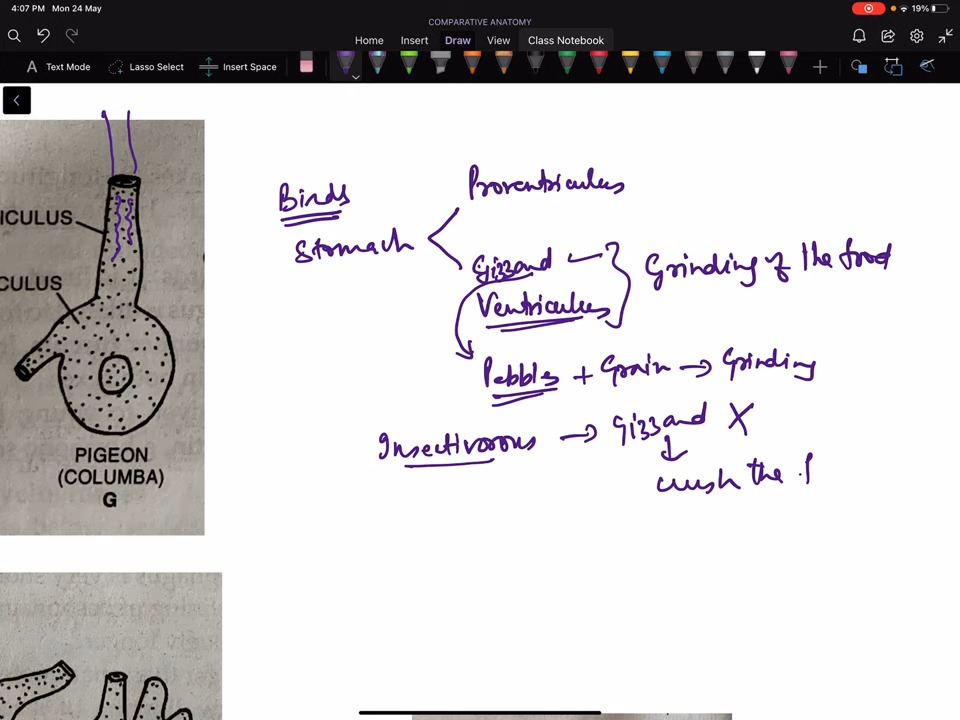 4:07 PM Mon 24 May
19%
COMPARATIVE ANATOMY
Home Insert Draw View Class Notebook
Text Mode Lasso Select Insert Space
ICULUS
CULUS
PIGEON
(COLUMBA)
G
Birds
Stomach
Proventriculus
Gizzard
Ventriculus
Grinding of the food
Pebbles + Grain → Grinding
Insectivorous → Gizzard X
crush the